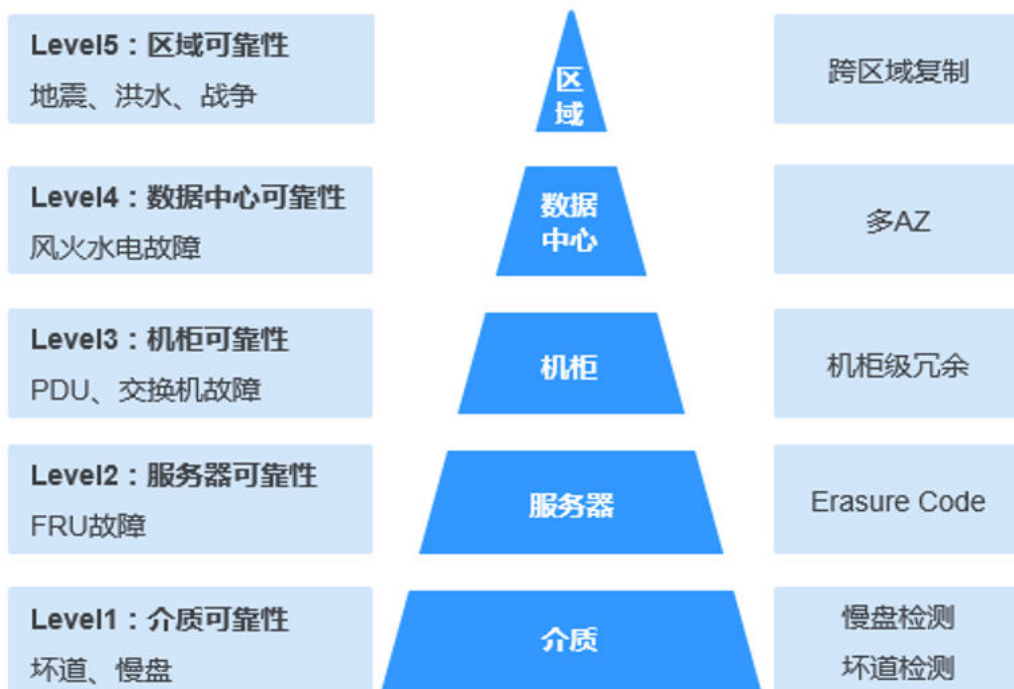 Level5：区域可靠性
地震、洪水、战争
区
域
跨区域复制
Level4：数据中心可靠性
风火水电故障
数据
中心
多AZ
Level3：机柜可靠性
PDU、交换机故障
机柜
机柜级冗余
Level2：服务器可靠性
FRU故障
服务器
Erasure Code
Level1：介质可靠性
坏道、慢盘
介质
慢盘检测
坏道检测